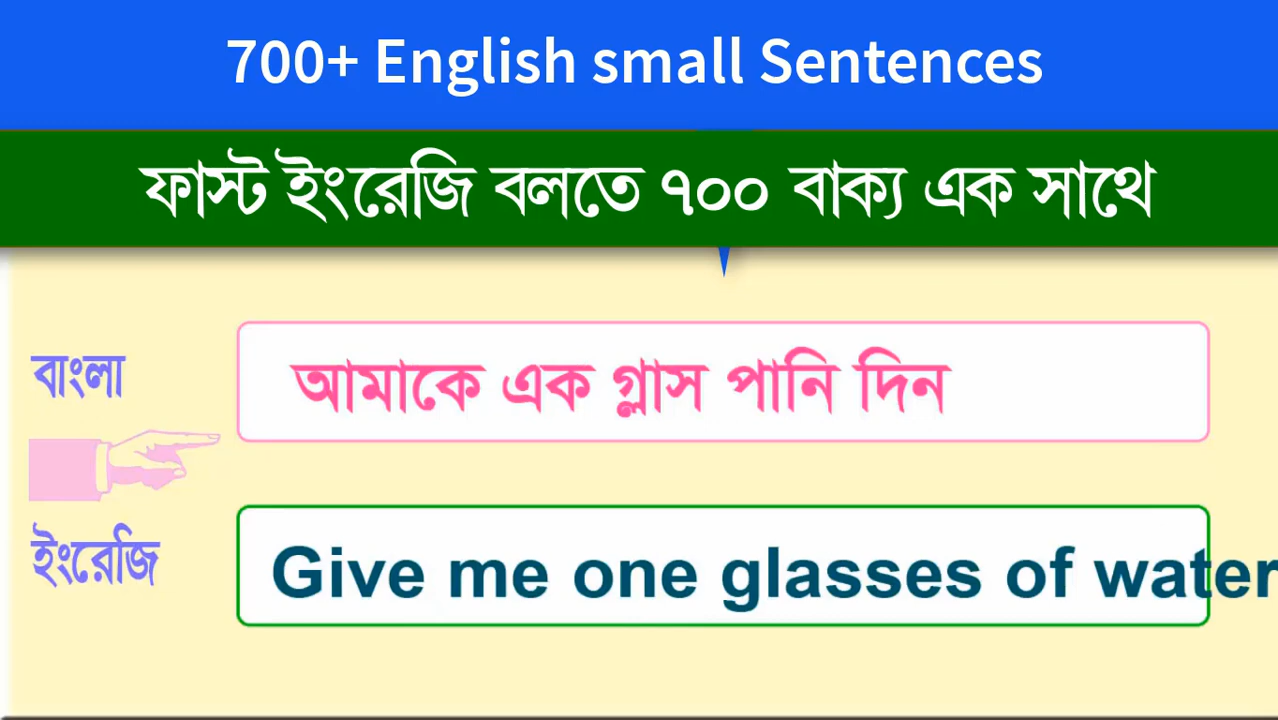 700+ English small Sentences
ফাস্ট ইংরেজি বলতে ৭০০ বাক্য এক সাথে
বাংলা
আমাকে এক গ্লাস পানি দিন
ইংরেজি
Give me one glasses of water